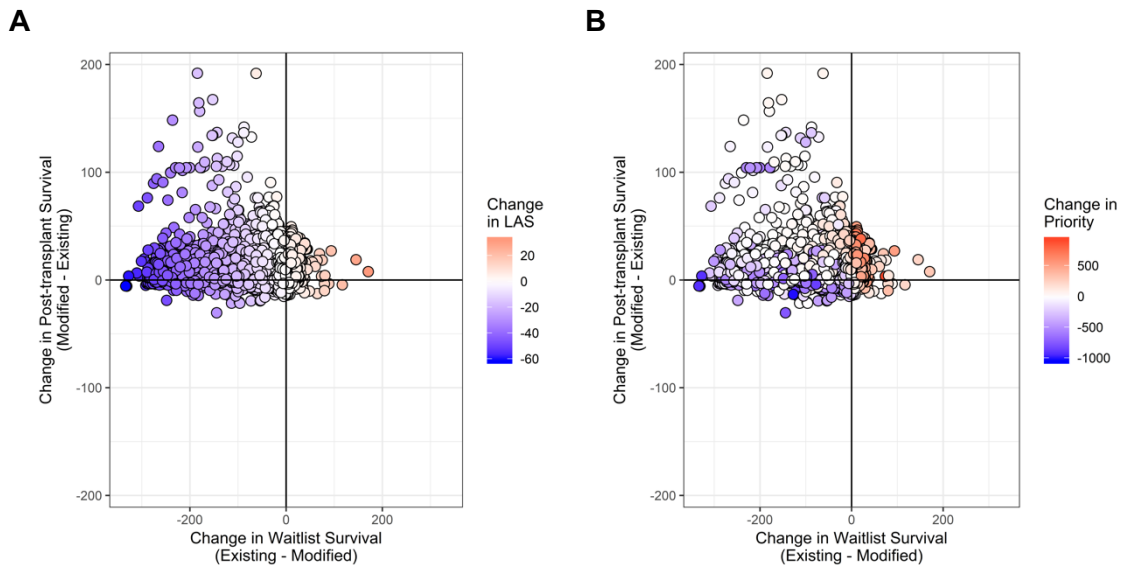 A
200
100
0
-100
-200
-200
0
200
Change in Post-transplant Survival
(Modified - Existing)
Change in Waitlist Survival
(Existing - Modified)
Change
in LAS
20
0
-20
-40
-60
B
200
100
0
-100
-200
-200
0
200
Change in Post-transplant Survival
(Modified - Existing)
Change in Waitlist Survival
(Existing - Modified)
Change in
Priority
500
0
-500
-1000